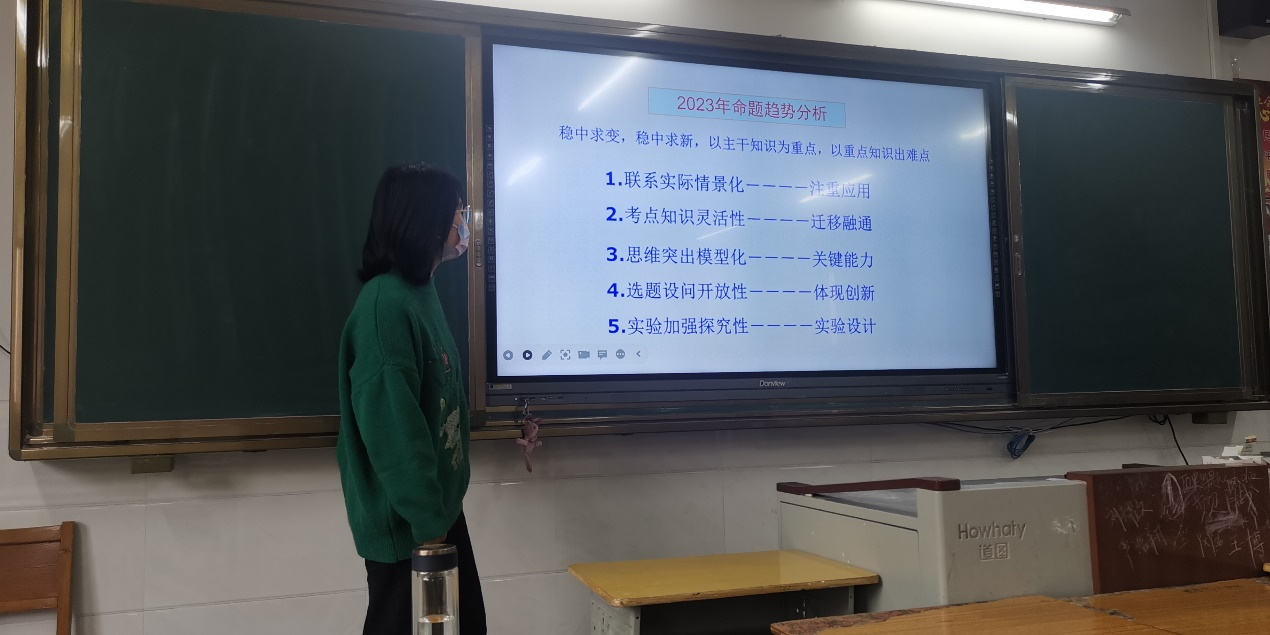 2023年命题趋势分析
稳中求变，稳中求新，以主干知识为重点，以重点知识出难点
1.联系实际情景化————注重应用
2.考点知识灵活性————迁移融通
3.思维突出模型化————关键能力
4.选题设问开放性————体现创新
5.实验加强探究性————实验设计
Donview
Howhaty
道图